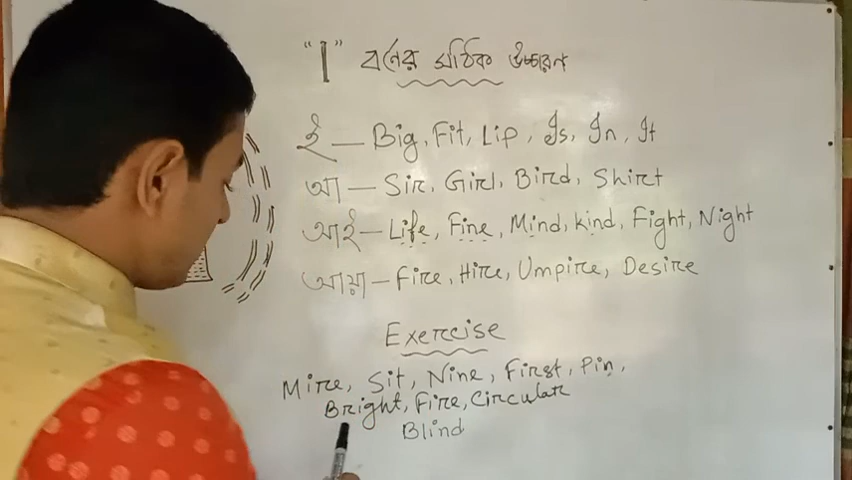 "I" বর্নের সঠিক উচ্চারণ
ই — Big, Fit, Lip, Is, In, It
আ — Sir, Girl, Bird, Shirt
আই — Life, Fine, Mind, kind, Fight, Night
আয়া — Fire, Hire, Umpire, Desire
Exercise
Mire, Sit, Nine, First, Pin,
Bright, Fire, Circular
Blind